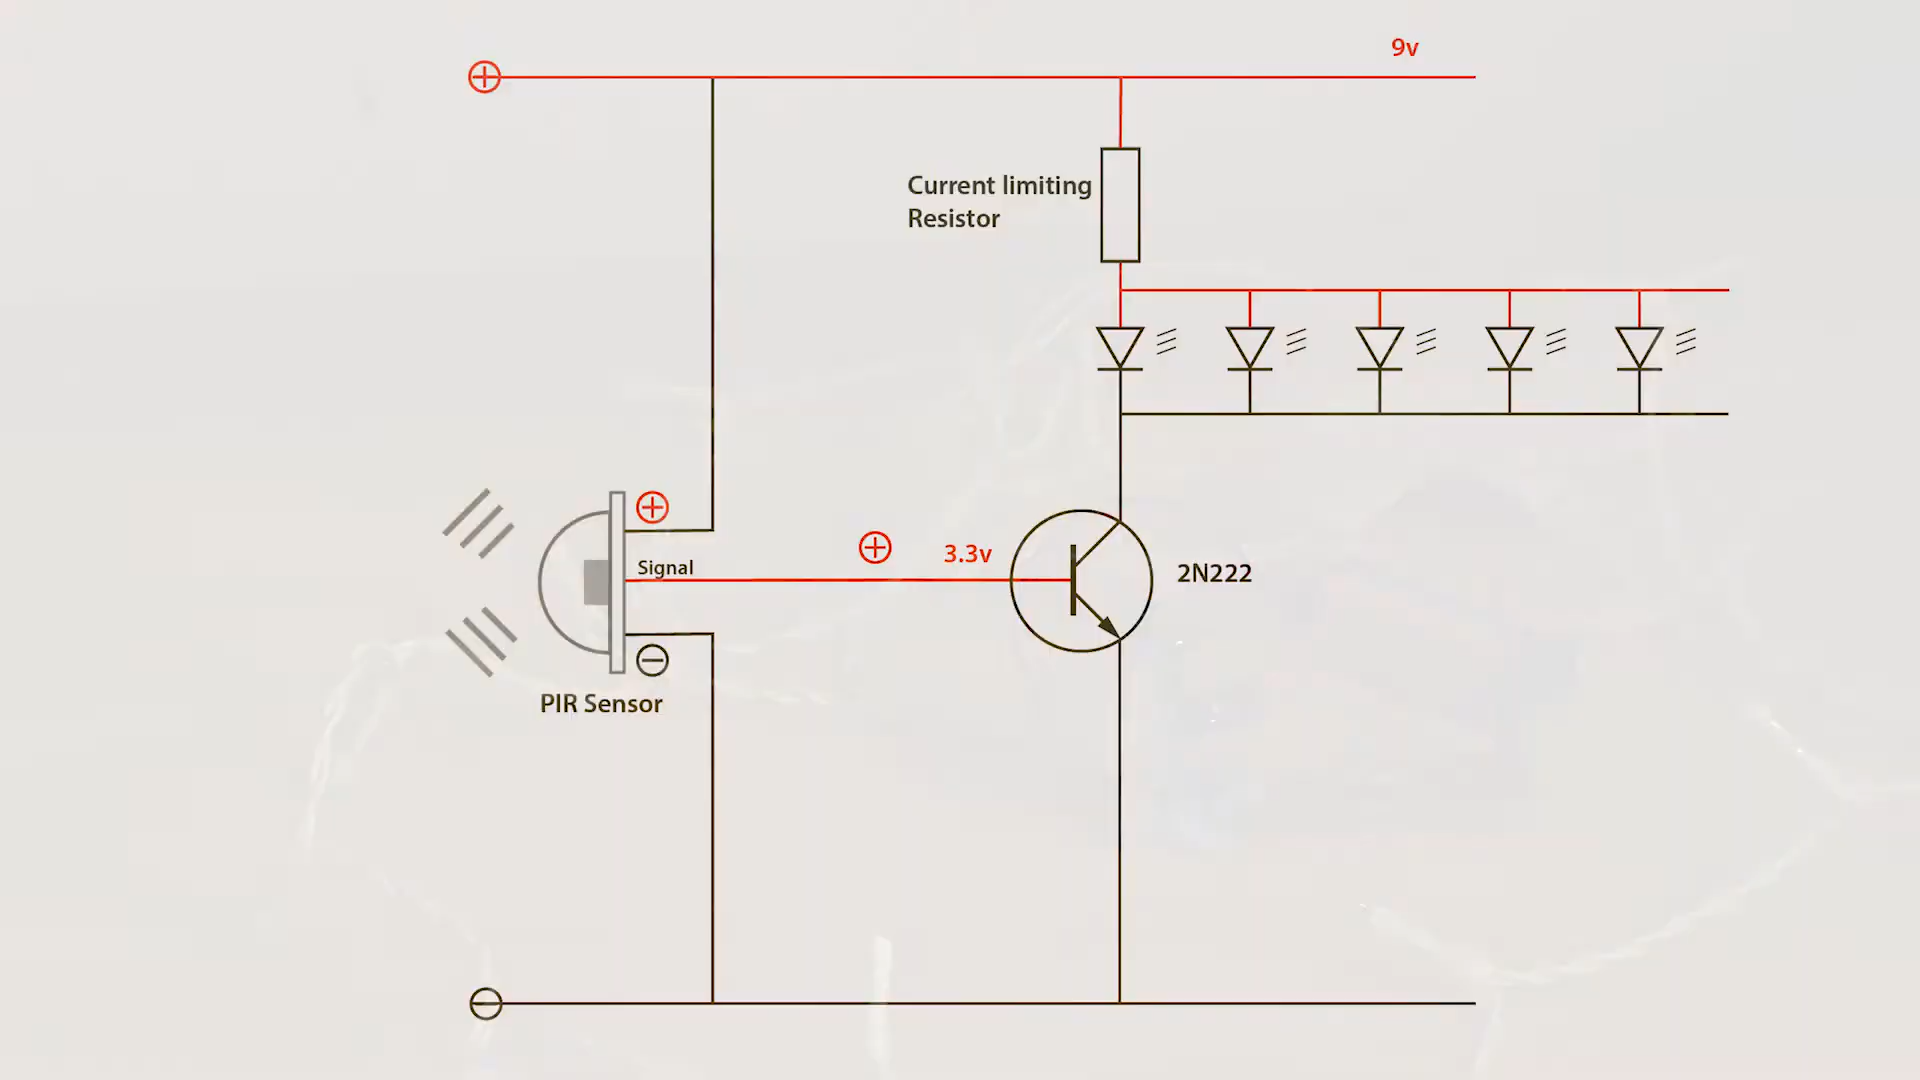 9v
Current limiting
Resistor
Signal
3.3v
2N222
PIR Sensor